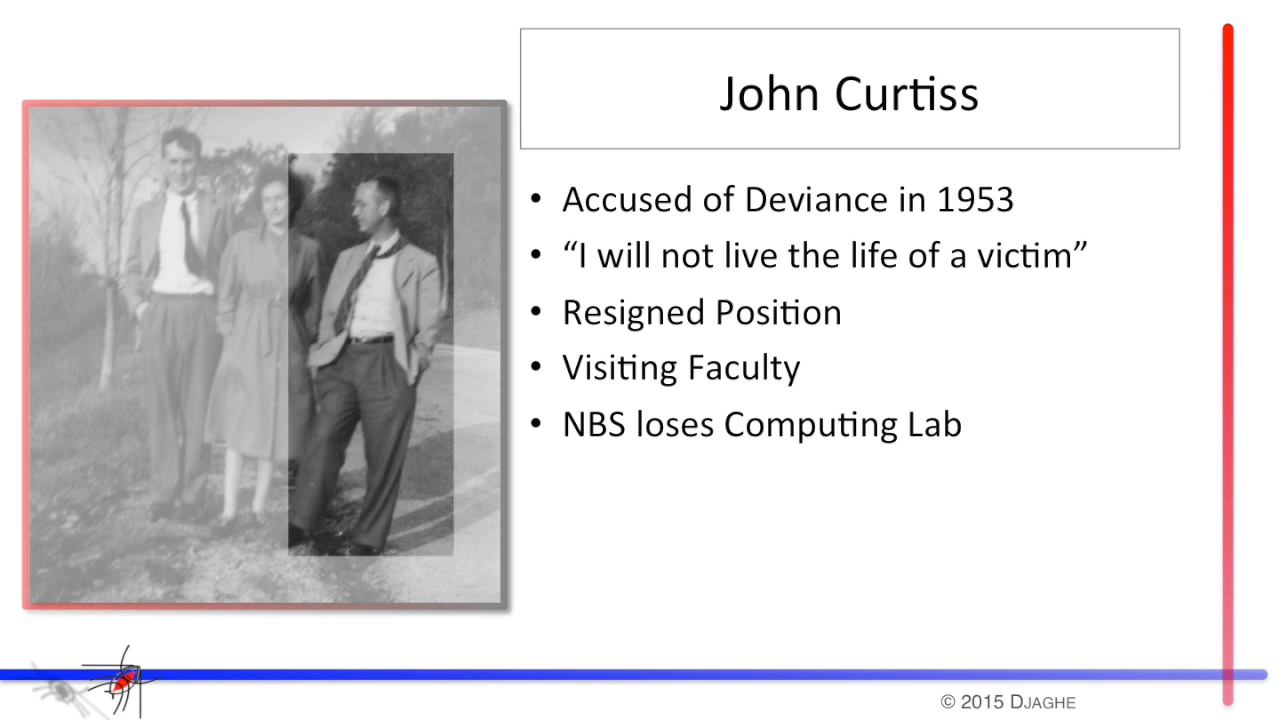 John Curtiss
• Accused of Deviance in 1953
• “I will not live the life of a victim”
• Resigned Position
• Visiting Faculty
• NBS loses Computing Lab
© 2015 DJAGHE